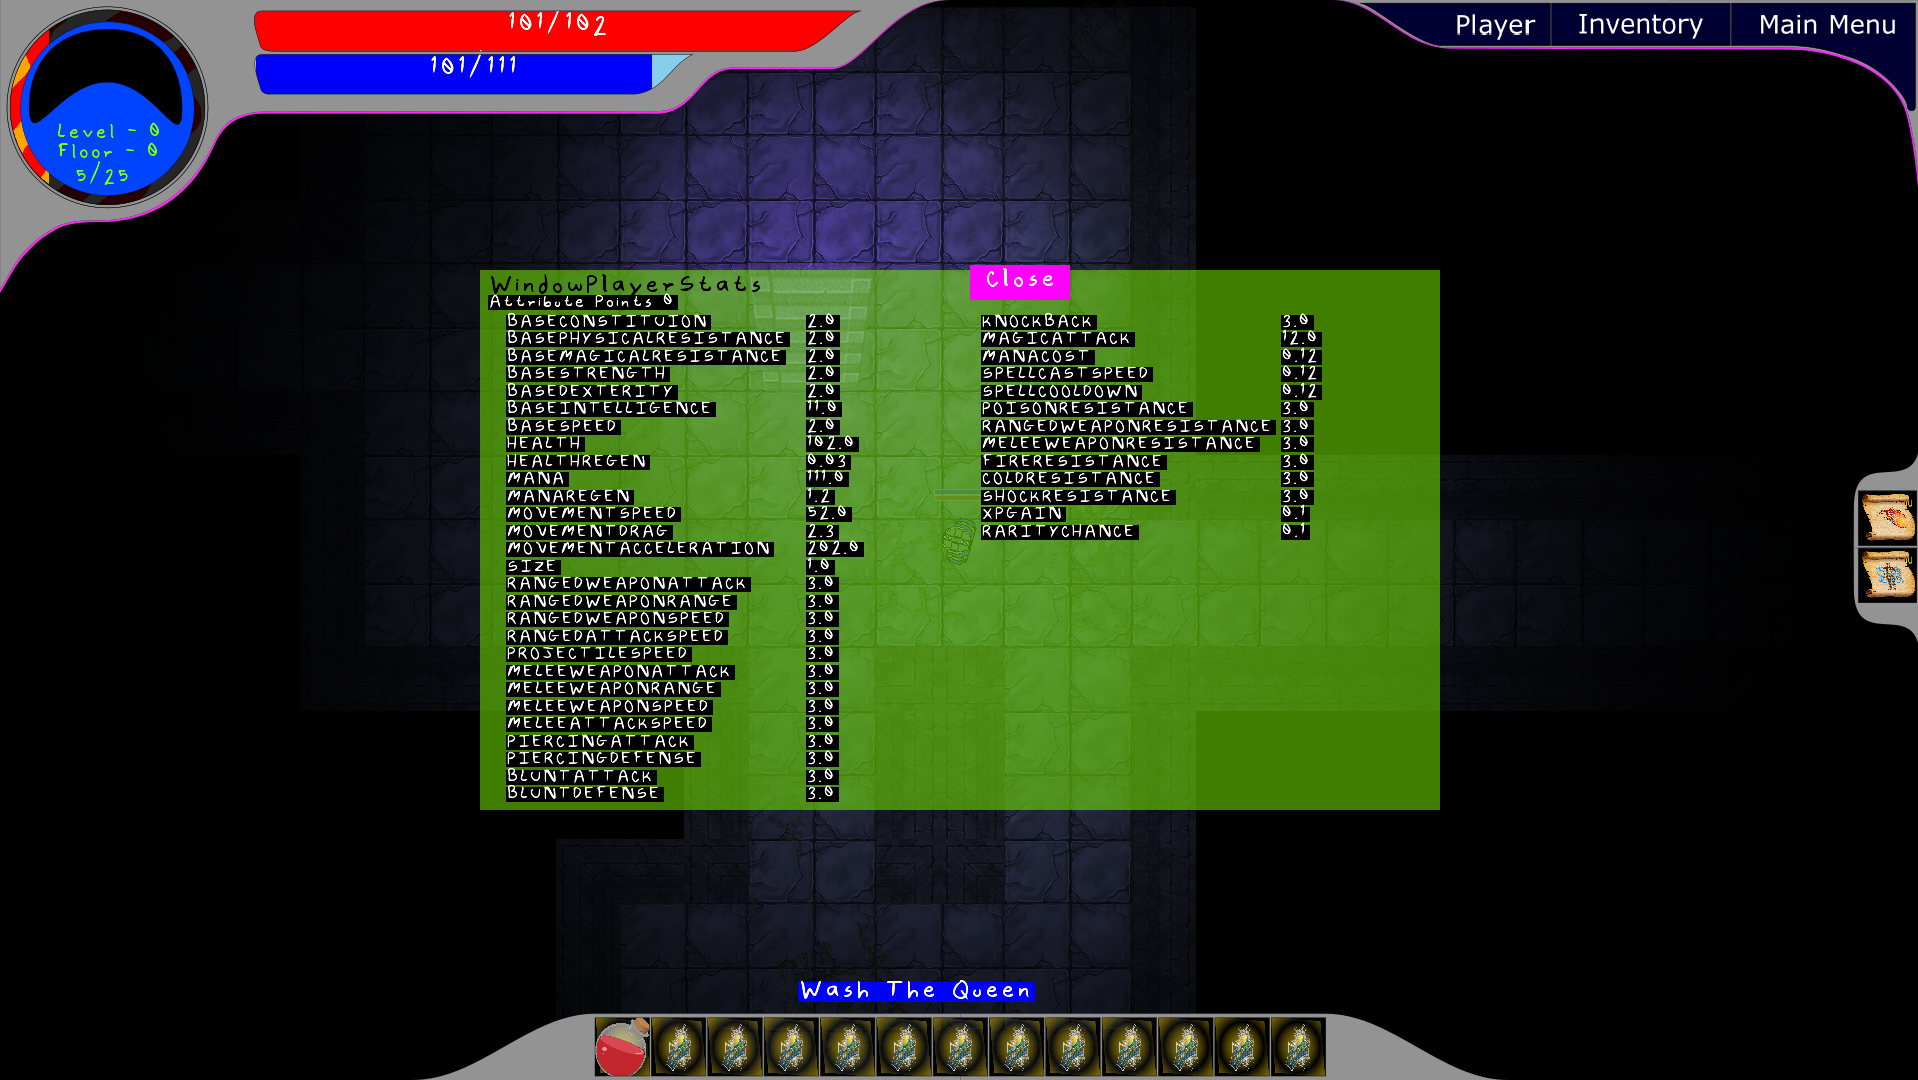 101/102
101/111
Player Inventory Main Menu
Level - 0
Floor - 0
5/25
WindowPlayerStats
Close
Attribute Points 0
BASECONSTITUION 2.0
BASEPHYSICALRESISTANCE 2.0
BASEMAGICALRESISTANCE 2.0
BASESTRENGTH 2.0
BASEDEXTERITY 2.0
BASEINTELLIGENCE 11.0
BASESPEED 2.0
HEALTH 102.0
HEALTHREGEN 0.03
MANA 111.0
MANAREGEN 1.2
MOVEMENTSPEED 52.0
MOVEMENTDRAG 2.3
MOVEMENTACCELERATION 202.0
SIZE 1.0
RANGEDWEAPONATTACK 3.0
RANGEDWEAPONRANGE 3.0
RANGEDWEAPONSPEED 3.0
RANGEDATTACKSPEED 3.0
PROJECTILESPEED 3.0
MELEEWEAPONATTACK 3.0
MELEEWEAPONRANGE 3.0
MELEEWEAPONSPEED 3.0
MELEEATTACKSPEED 3.0
PIERCINGATTACK 3.0
PIERCINGDEFENSE 3.0
BLUNTATTACK 3.0
BLUNTDEFENSE 3.0
KNOCKBACK 3.0
MAGICATTACK 12.0
MANACOST 0.12
SPELLCASTSPEED 0.12
SPELLCOOLDOWN 0.12
POISONRESISTANCE 3.0
RANGEDWEAPONRESISTANCE 3.0
MELEEWEAPONRESISTANCE 3.0
FIRERESISTANCE 3.0
COLDRESISTANCE 3.0
SHOCKRESISTANCE 3.0
XPGAIN 0.1
RARITYCHANCE 0.1
Wash The Queen